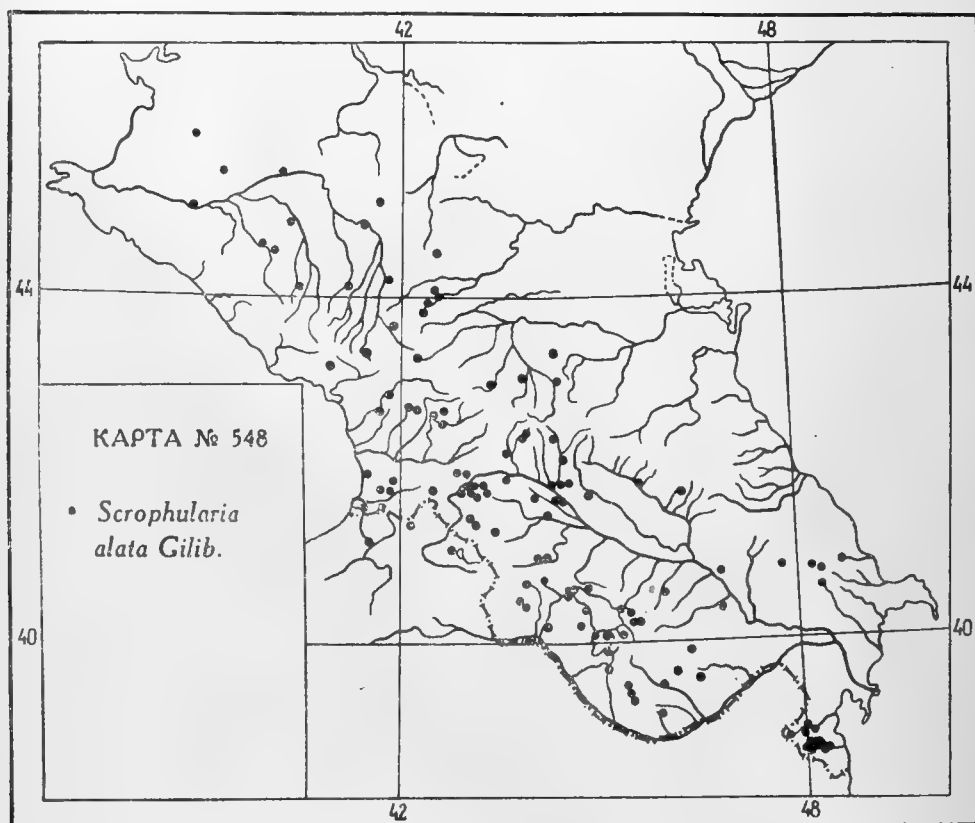 42 48
44 44
КАРТА № 548
Scrophularia
alata Gilib.
40 40
42 48